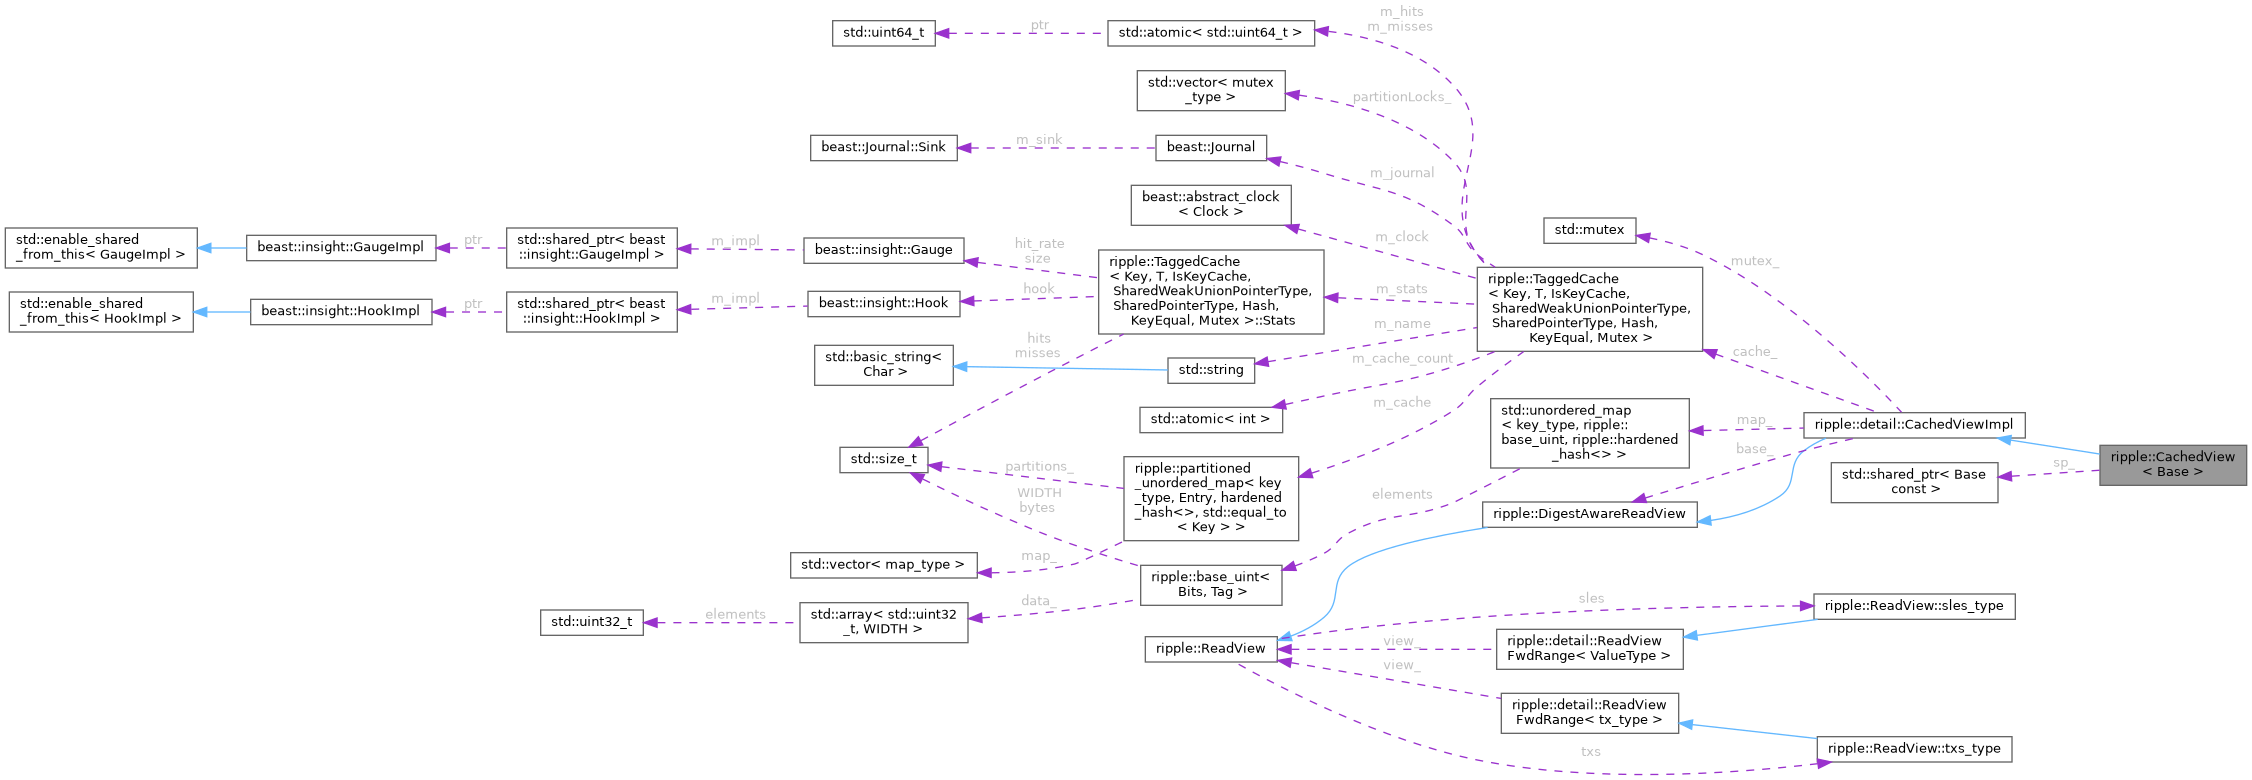 std::uint64_t
ptr
std::atomic< std::uint64_t >
m_hits
m_misses
std::vector< mutex
_type >
partitionLocks_
beast::Journal::Sink
m_sink
beast::Journal
m_journal
beast::abstract_clock
< Clock >
m_clock
std::mutex
mutex_
std::enable_shared
_from_this< GaugeImpl >
beast::insight::GaugeImpl
ptr
std::shared_ptr< beast
::insight::GaugeImpl >
m_impl
beast::insight::Gauge
hit_rate
size
ripple::TaggedCache
< Key, T, IsKeyCache,
SharedWeakUnionPointerType,
SharedPointerType, Hash,
KeyEqual, Mutex >::Stats
m_stats
ripple::TaggedCache
< Key, T, IsKeyCache,
SharedWeakUnionPointerType,
SharedPointerType, Hash,
KeyEqual, Mutex >
std::enable_shared
_from_this< HookImpl >
beast::insight::HookImpl
ptr
std::shared_ptr< beast
::insight::HookImpl >
m_impl
beast::insight::Hook
hook
m_name
hits
misses
std::basic_string<
Char >
std::string
m_cache_count
cache_
std::atomic< int >
m_cache
std::unordered_map
< key_type, ripple::
base_uint, ripple::hardened
_hash<> >
map_
ripple::detail::CachedViewImpl
base_
ripple::CachedView
< Base >
std::size_t
partitions_
ripple::partitioned
_unordered_map< key
_type, Entry, hardened
_hash<>, std::equal_to
< Key > >
std::shared_ptr< Base
const >
sp_
WIDTH
bytes
elements
ripple::DigestAwareReadView
std::vector< map_type >
map_
ripple::base_uint<
Bits, Tag >
std::uint32_t
elements
std::array< std::uint32
_t, WIDTH >
data_
sles
ripple::ReadView::sles_type
ripple::ReadView
view_
ripple::detail::ReadView
FwdRange< ValueType >
view_
ripple::detail::ReadView
FwdRange< tx_type >
txs
ripple::ReadView::txs_type